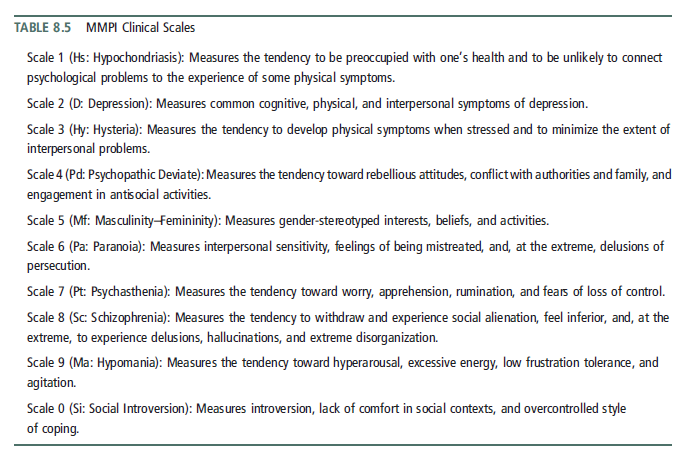 TABLE 8.5 MMPI Clinical Scales
Scale 1 (Hs: Hypochondriasis): Measures the tendency to be preoccupied with one's health and to be unlikely to connect
psychological problems to the experience of some physical symptoms.
Scale 2 (D: Depression): Measures common cognitive, physical, and interpersonal symptoms of depression.
Scale 3 (Hy: Hysteria): Measures the tendency to develop physical symptoms when stressed and to minimize the extent of
interpersonal problems.
Scale 4 (Pd: Psychopathic Deviate): Measures the tendency toward rebellious attitudes, conflict with authorities and family, and
engagement in antisocial activities.
Scale 5 (Mf: Masculinity–Femininity): Measures gender-stereotyped interests, beliefs, and activities.
Scale 6 (Pa: Paranoia): Measures interpersonal sensitivity, feelings of being mistreated, and, at the extreme, delusions of
persecution.
Scale 7 (Pt: Psychasthenia): Measures the tendency toward worry, apprehension, rumination, and fears of loss of control.
Scale 8 (Sc: Schizophrenia): Measures the tendency to withdraw and experience social alienation, feel inferior, and, at the
extreme, to experience delusions, hallucinations, and extreme disorganization.
Scale 9 (Ma: Hypomania): Measures the tendency toward hyperarousal, excessive energy, low frustration tolerance, and
agitation.
Scale 0 (Si: Social Introversion): Measures introversion, lack of comfort in social contexts, and overcontrolled style
of coping.